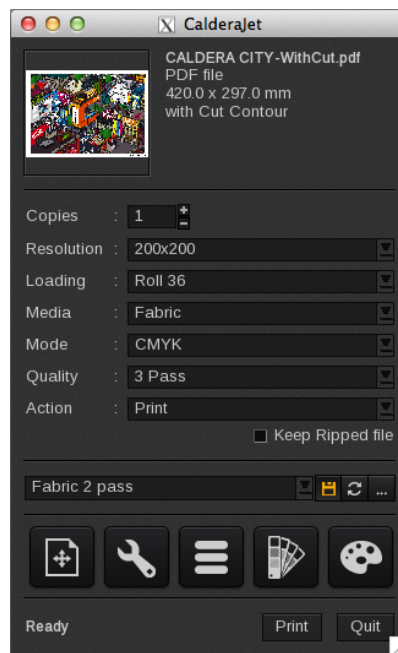 CalderaJet
CALDERA CITY-WithCut.pdf
PDF file
420.0 x 297.0 mm
with Cut Contour
Copies : 1
Resolution : 200x200
Loading : Roll 36
Media : Fabric
Mode : CMYK
Quality : 3 Pass
Action : Print
Keep Ripped file
Fabric 2 pass ...
Ready Print Quit